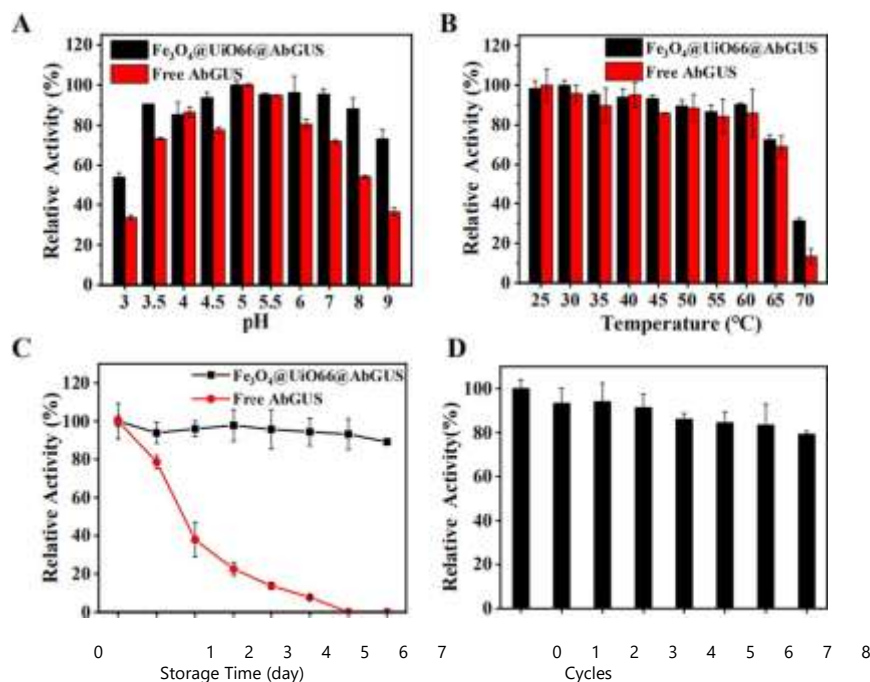 A
Relative Activity (%)
120
100
80
60
40
20
0
Fe₃O₄@UiO66@AbGUS
Free AbGUS
3 3.5 4 4.5 5 5.5 6 7 8 9
pH
B
Relative Activity (%)
120
100
80
60
40
20
0
Fe₃O₄@UiO66@AbGUS
Free AbGUS
25 30 35 40 45 50 55 60 65 70
Temperature (°C)
C
Relative Activity (%)
120
100
80
60
40
20
0
Fe₃O₄@UiO66@AbGUS
Free AbGUS
0 1 2 3 4 5 6 7
Storage Time (day)
D
Relative Activity(%)
100
80
60
40
20
0
0 1 2 3 4 5 6 7 8
Cycles